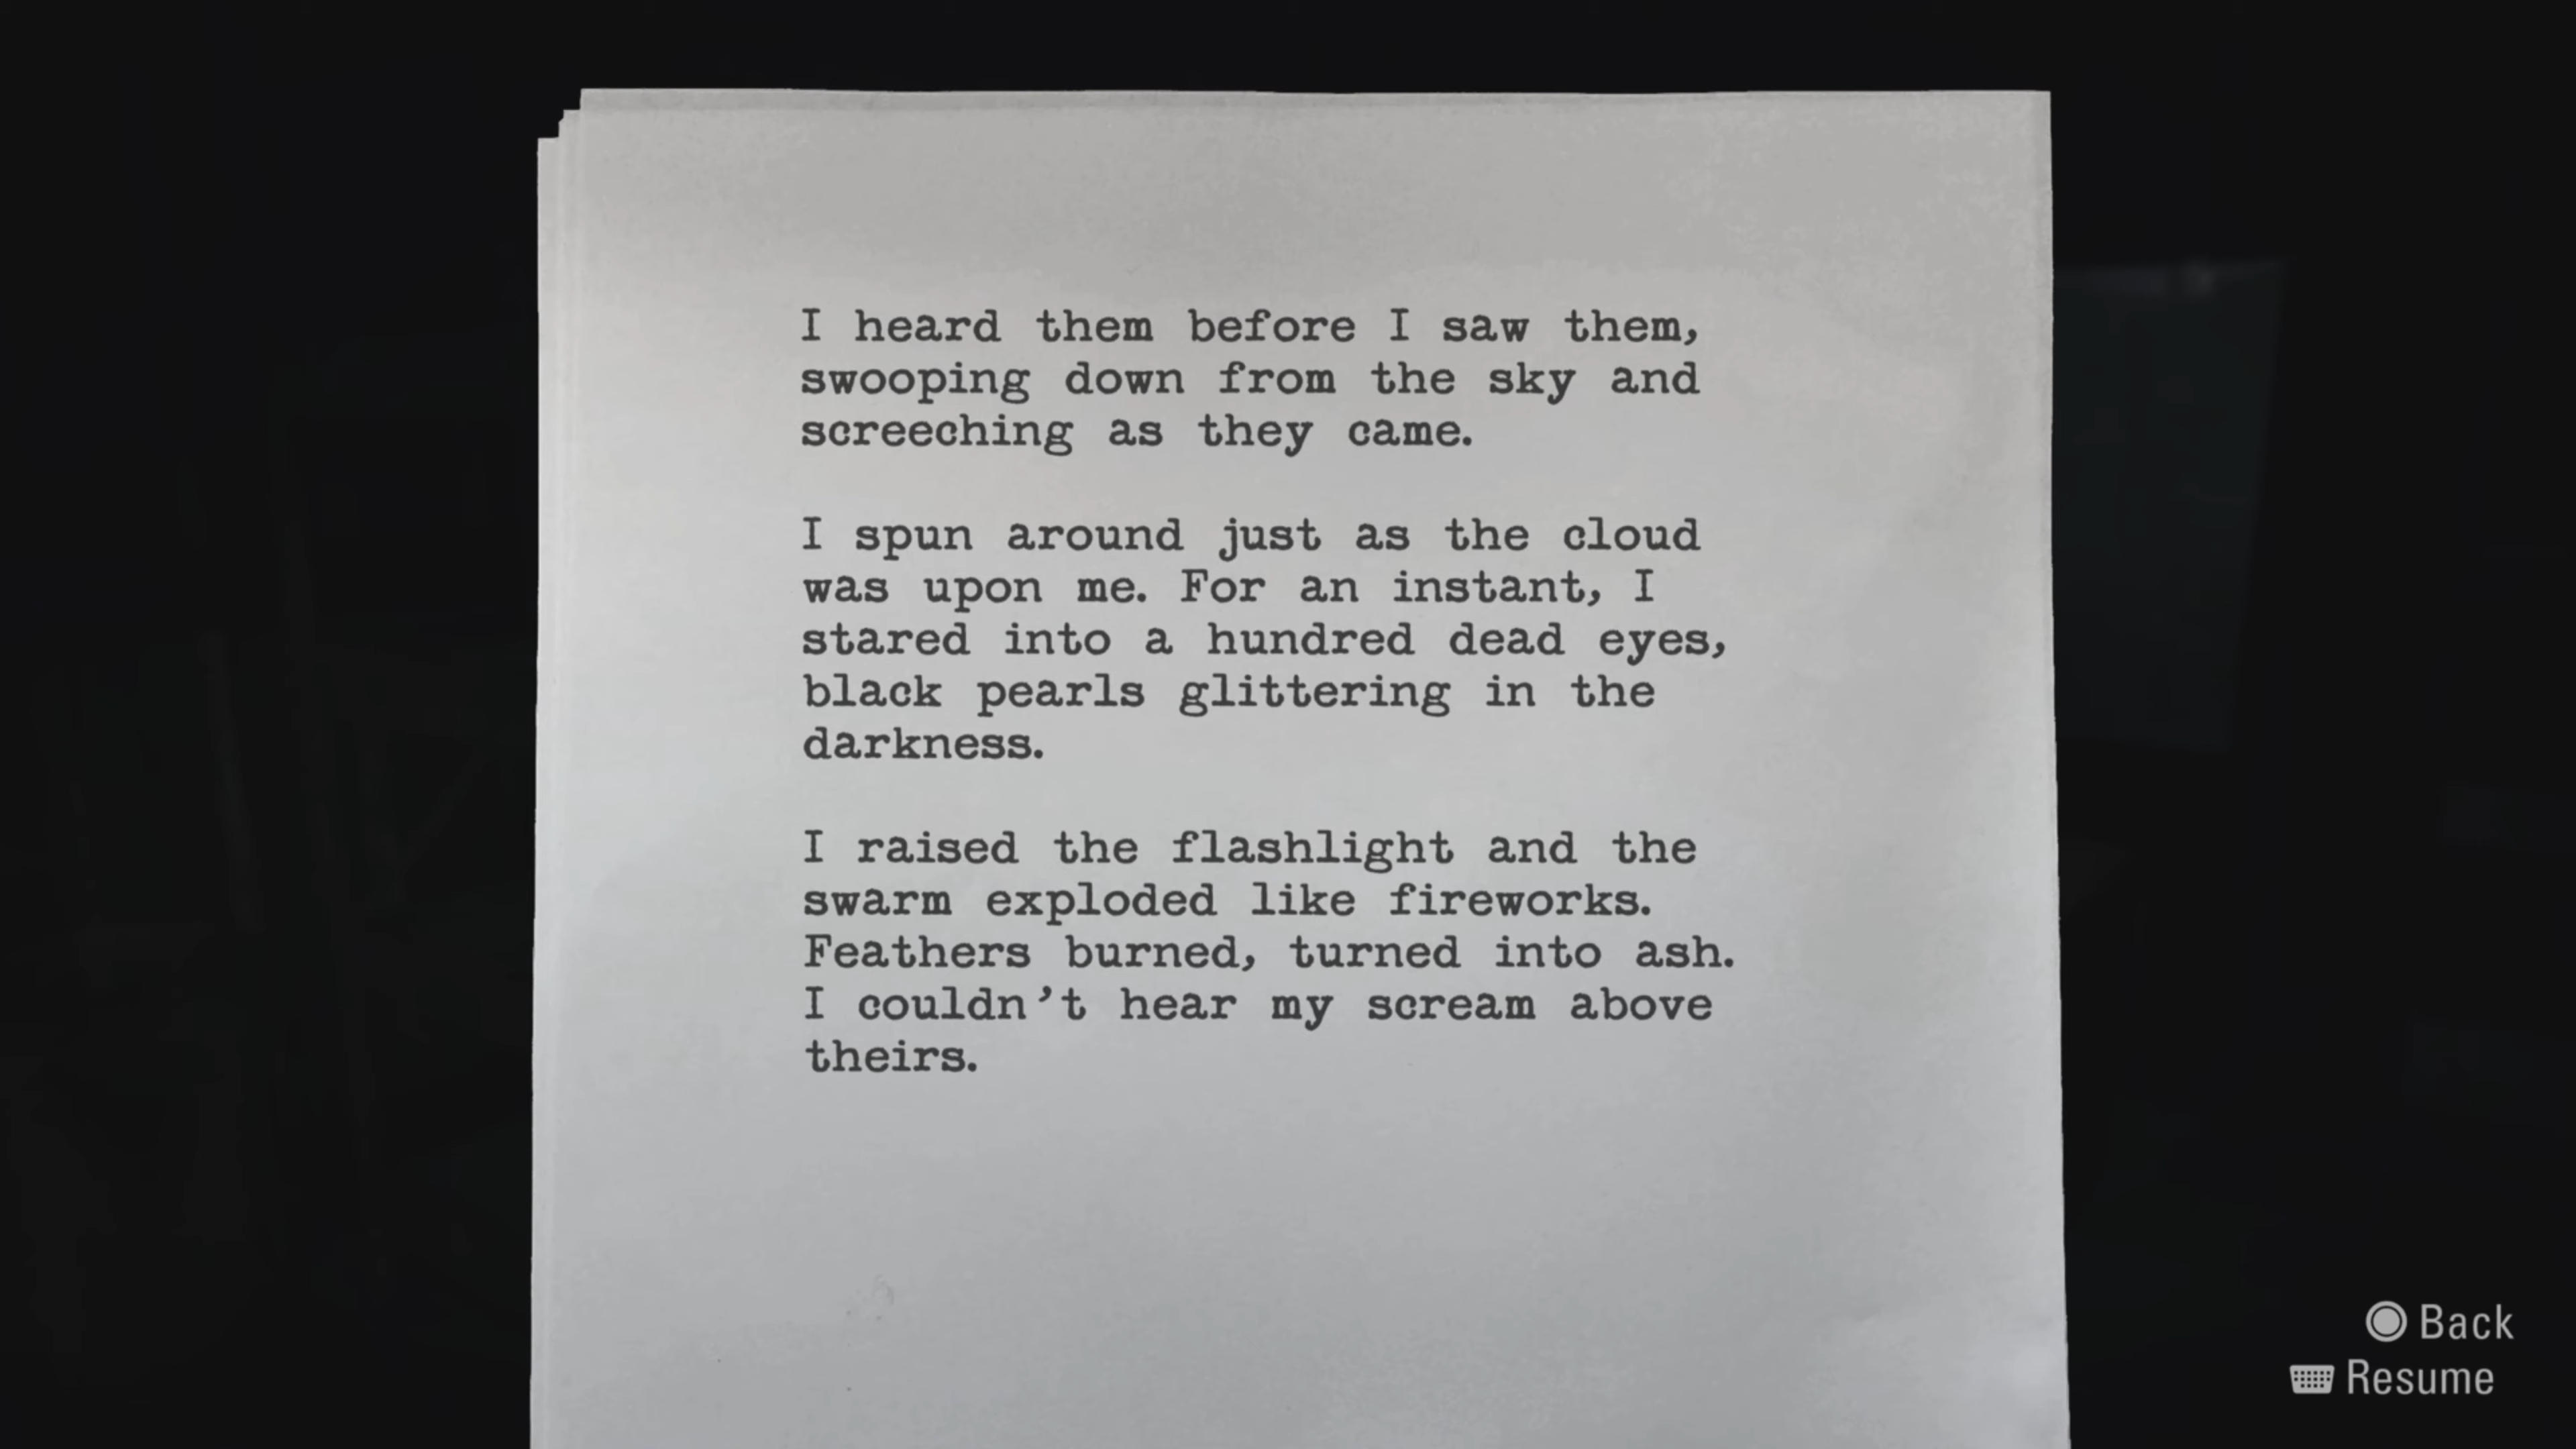 I heard them before I saw them,
swooping down from the sky and
screeching as they came.
I spun around just as the cloud
was upon me. For an instant, I
stared into a hundred dead eyes,
black pearls glittering in the
darkness.
I raised the flashlight and the
swarm exploded like fireworks.
Feathers burned, turned into ash.
I couldn’t hear my scream above
theirs.
Back
Resume